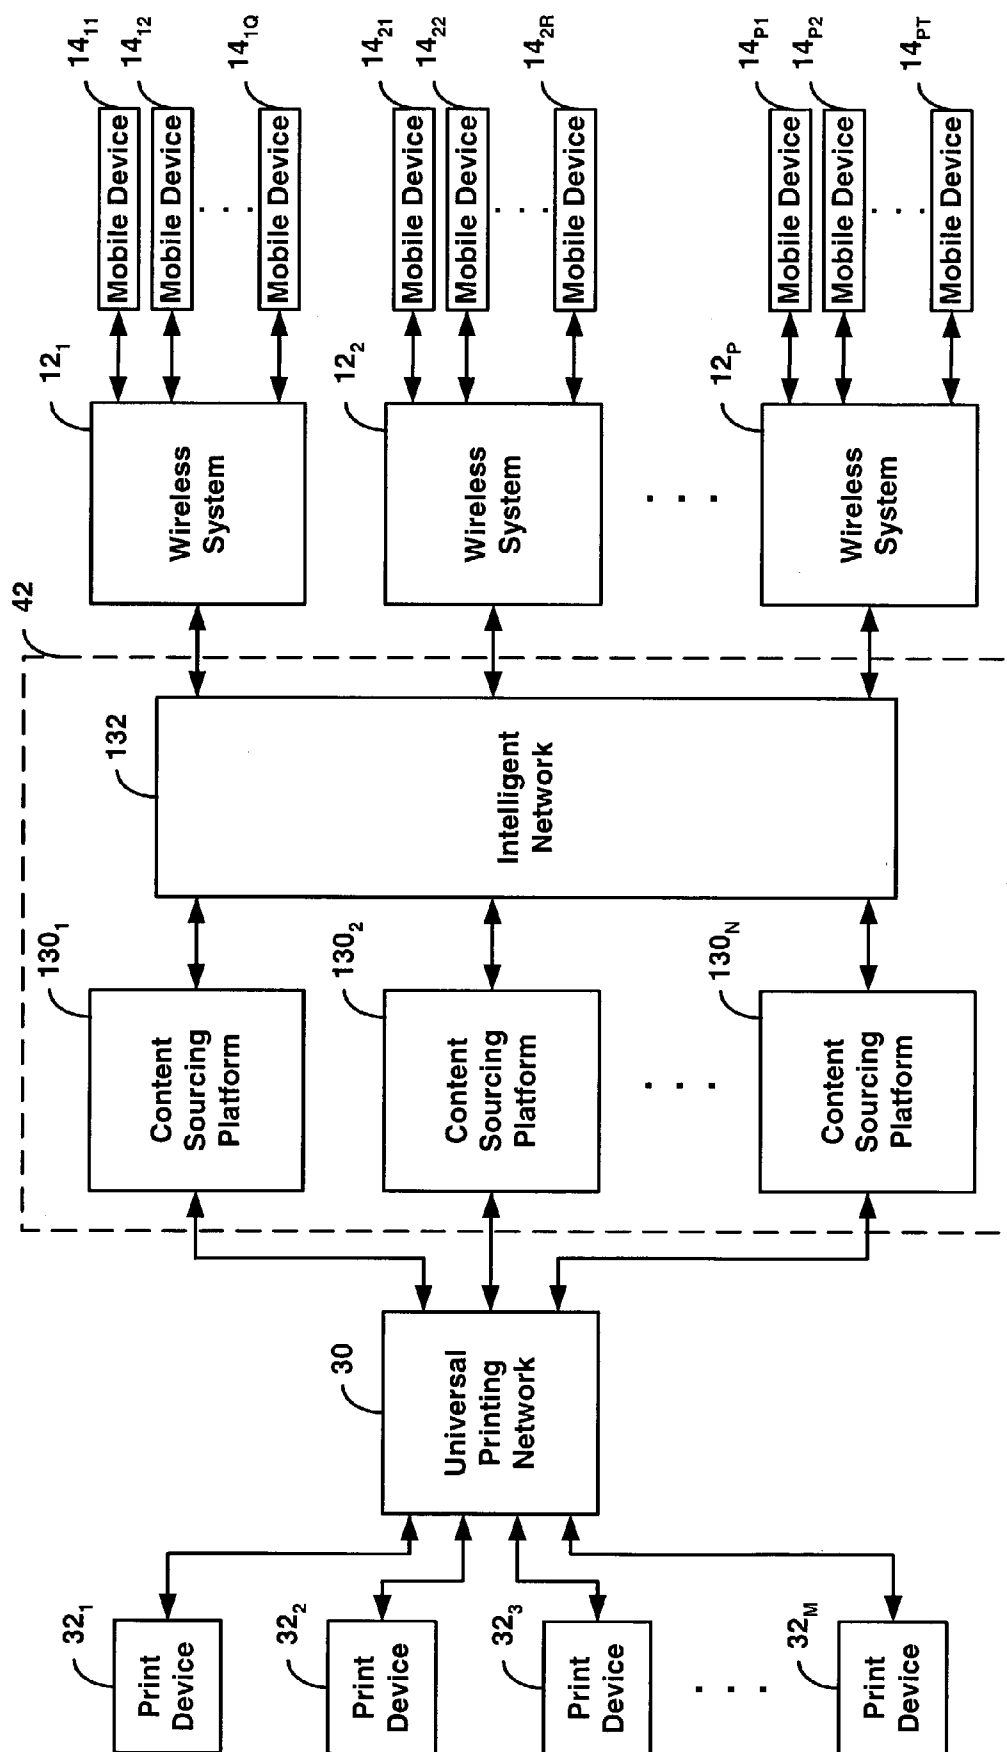 14₁₁
14₁₂
14₁Q
14₂₁
14₂₂
14₂R
14P1
14P2
14PT
Mobile Device
Mobile Device
Mobile Device
Mobile Device
Mobile Device
Mobile Device
Mobile Device
Mobile Device
Mobile Device
12₁
12₂
12P
Wireless
System
Wireless
System
Wireless
System
42
132
Intelligent
Network
130₁
130₂
130N
Content
Sourcing
Platform
Content
Sourcing
Platform
Content
Sourcing
Platform
30
Universal
Printing
Network
32₁
32₂
32₃
32M
Print
Device
Print
Device
Print
Device
Print
Device